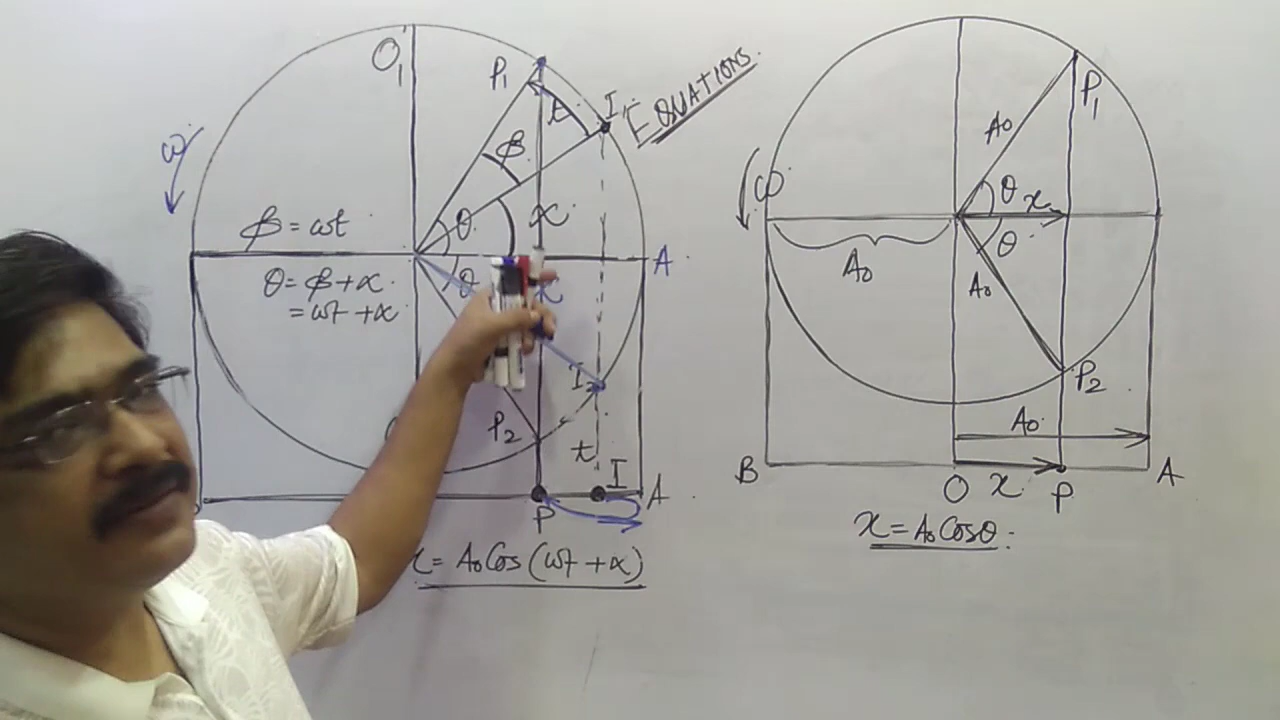 O₁
P₁
t
I₁
EQUATIONS.
ω
β
θ
x
β = ωt
A
θ = β + α
= ωt + α
θ
I₂
P₂
t
I
A
P
= A₀ Cos (ωt + α)
P₁
A₀
ω
θ
x
θ
A₀
A₀
P₂
A₀
B
O
x
P
A
x = A₀ Cosθ